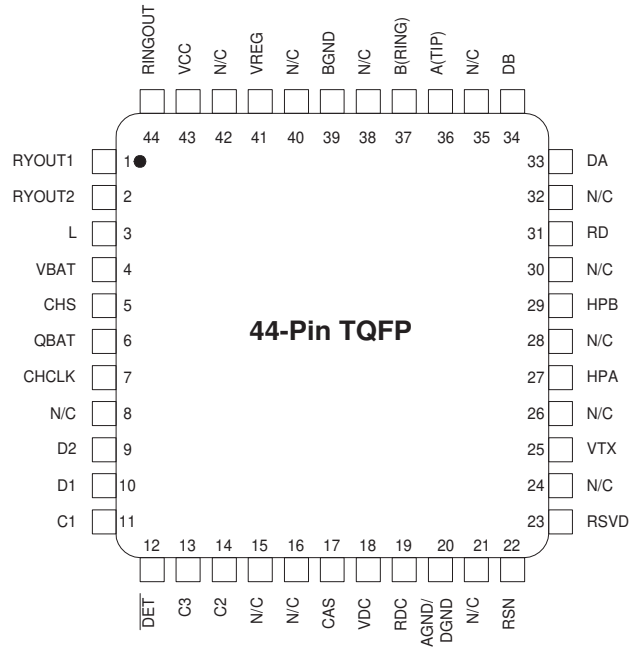 RINGOUT
VCC
N/C
VREG
N/C
BGND
N/C
B(RING)
A(TIP)
N/C
DB
44 43 42 41 40 39 38 37 36 35 34
RYOUT1 1 33 DA
RYOUT2 2 32 N/C
L 3 31 RD
VBAT 4 30 N/C
CHS 5 29 HPB
44-Pin TQFP
QBAT 6 28 N/C
CHCLK 7 27 HPA
N/C 8 26 N/C
D2 9 25 VTX
D1 10 24 N/C
C1 11 23 RSVD
12 13 14 15 16 17 18 19 20 21 22
DET
C3
C2
N/C
N/C
CAS
VDC
RDC
AGND/
DGND
N/C
RSN